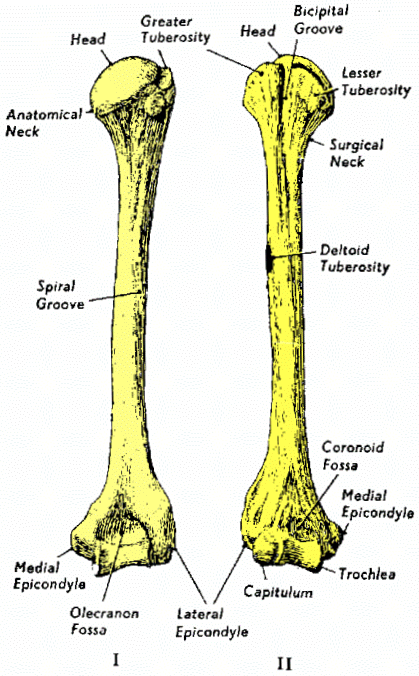 Head
Greater
Tuberosity
Anatomical
Neck
Spiral
Groove
Medial
Epicondyle
Olecranon
Fossa
Lateral
Epicondyle
I
Bicipital
Groove
Head
Lesser
Tuberosity
Surgical
Neck
Deltoid
Tuberosity
Coronoid
Fossa
Medial
Epicondyle
Trochlea
Capitulum
II